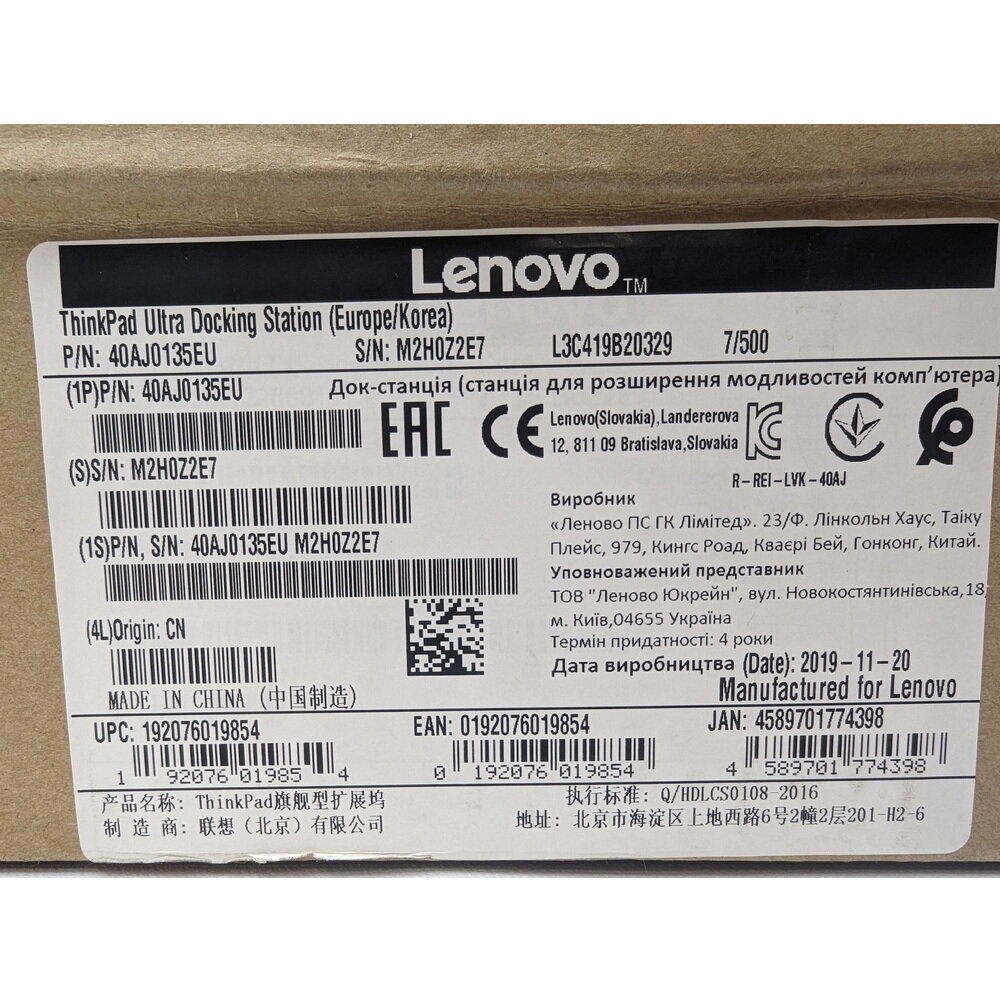 Lenovo™
ThinkPad Ultra Docking Station (Europe/Korea)
P/N: 40AJ0135EU S/N: M2H0Z2E7 L3C419B20329 7/500
(1P)P/N: 40AJ0135EU
Док-станція (станція для розширення модливостей комп'ютера)
EAC CE Lenovo(Slovakia),Landererova
12, 811 09 Bratislava,Slovakia
(S)S/N: M2H0Z2E7
R-REI-LVK-40AJ
(1S)P/N, S/N: 40AJ0135EU M2H0Z2E7
Виробник
«Леново ПС ГК Лімітед». 23/Ф. Лінкольн Хаус, Таіку
Плейс, 979, Кингс Роад, Кваєрі Бей, Гонконг, Китай.
Уповноважений представник
ТОВ "Леново Юкрейн", вул. Новокостянтинівська,18,
м. Київ,04655 Україна
Термін придатності: 4 роки
(4L)Origin: CN
Дата виробництва (Date): 2019-11-20
MADE IN CHINA (中国制造)
Manufactured for Lenovo
UPC: 192076019854 EAN: 0192076019854 JAN: 4589701774398
1 92076 01985 4 0 192076 019854 4 589701 774398
产品名称: ThinkPad旗舰型扩展坞 执行标准: Q/HDLCS0108-2016
制 造 商: 联想（北京）有限公司 地址: 北京市海淀区上地西路6号2幢2层201-H2-6